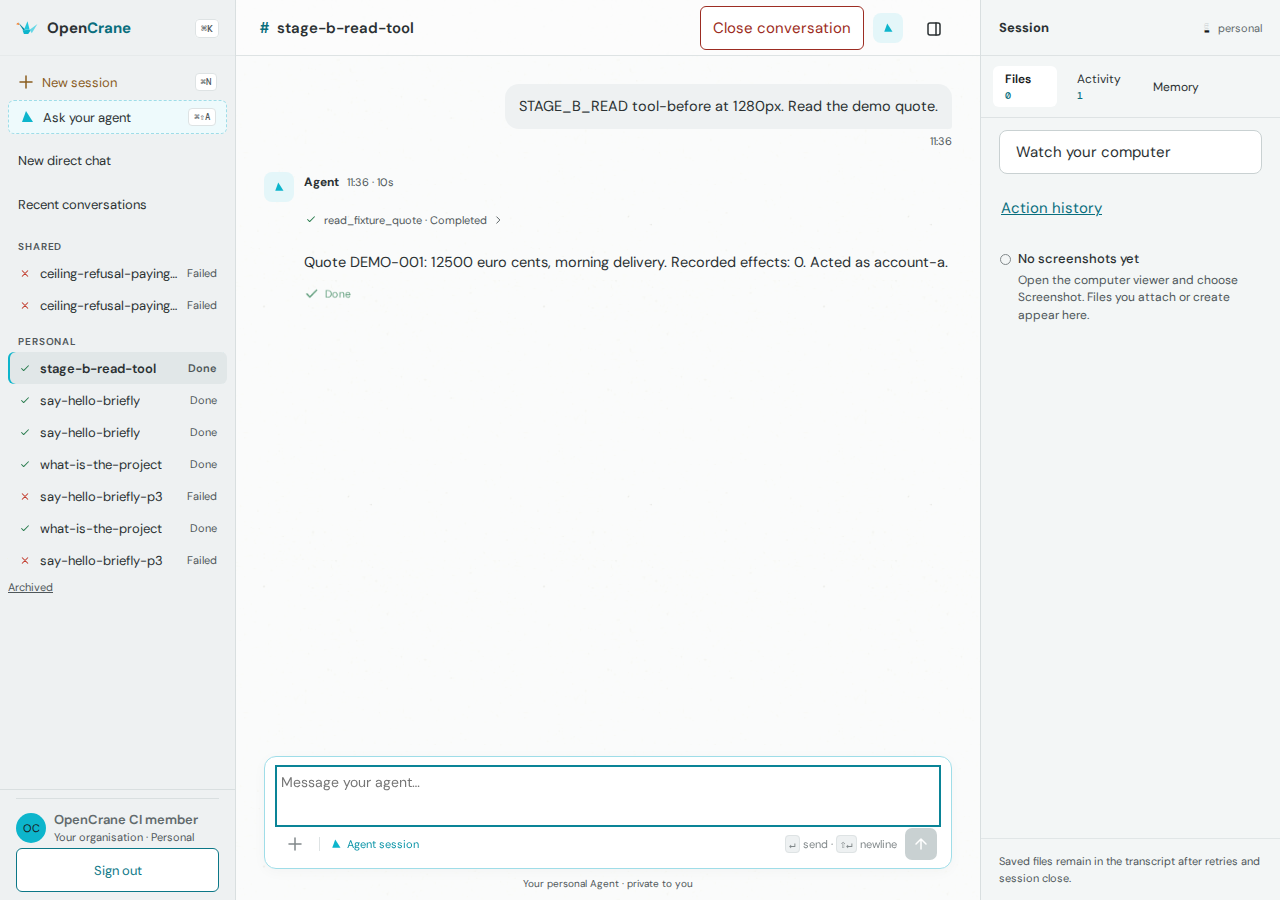 OpenCrane
⌘K
New session
⌘N
Ask your agent
⌘⇧A
New direct chat
Recent conversations
SHARED
ceiling-refusal-paying… Failed
ceiling-refusal-paying… Failed
PERSONAL
stage-b-read-tool Done
say-hello-briefly Done
say-hello-briefly Done
what-is-the-project Done
say-hello-briefly-p3 Failed
what-is-the-project Done
say-hello-briefly-p3 Failed
Archived
OC
OpenCrane CI member
Your organisation · Personal
Sign out
# stage-b-read-tool
Close conversation
STAGE_B_READ tool-before at 1280px. Read the demo quote.
11:36
Agent 11:36 · 10s
read_fixture_quote · Completed
Quote DEMO-001: 12500 euro cents, morning delivery. Recorded effects: 0. Acted as account-a.
Done
Message your agent…
Agent session
↵ send · ⇧↵ newline
Your personal Agent · private to you
Session
personal
Files
0
Activity
1
Memory
Watch your computer
Action history
No screenshots yet
Open the computer viewer and choose
Screenshot. Files you attach or create
appear here.
Saved files remain in the transcript after retries and
session close.